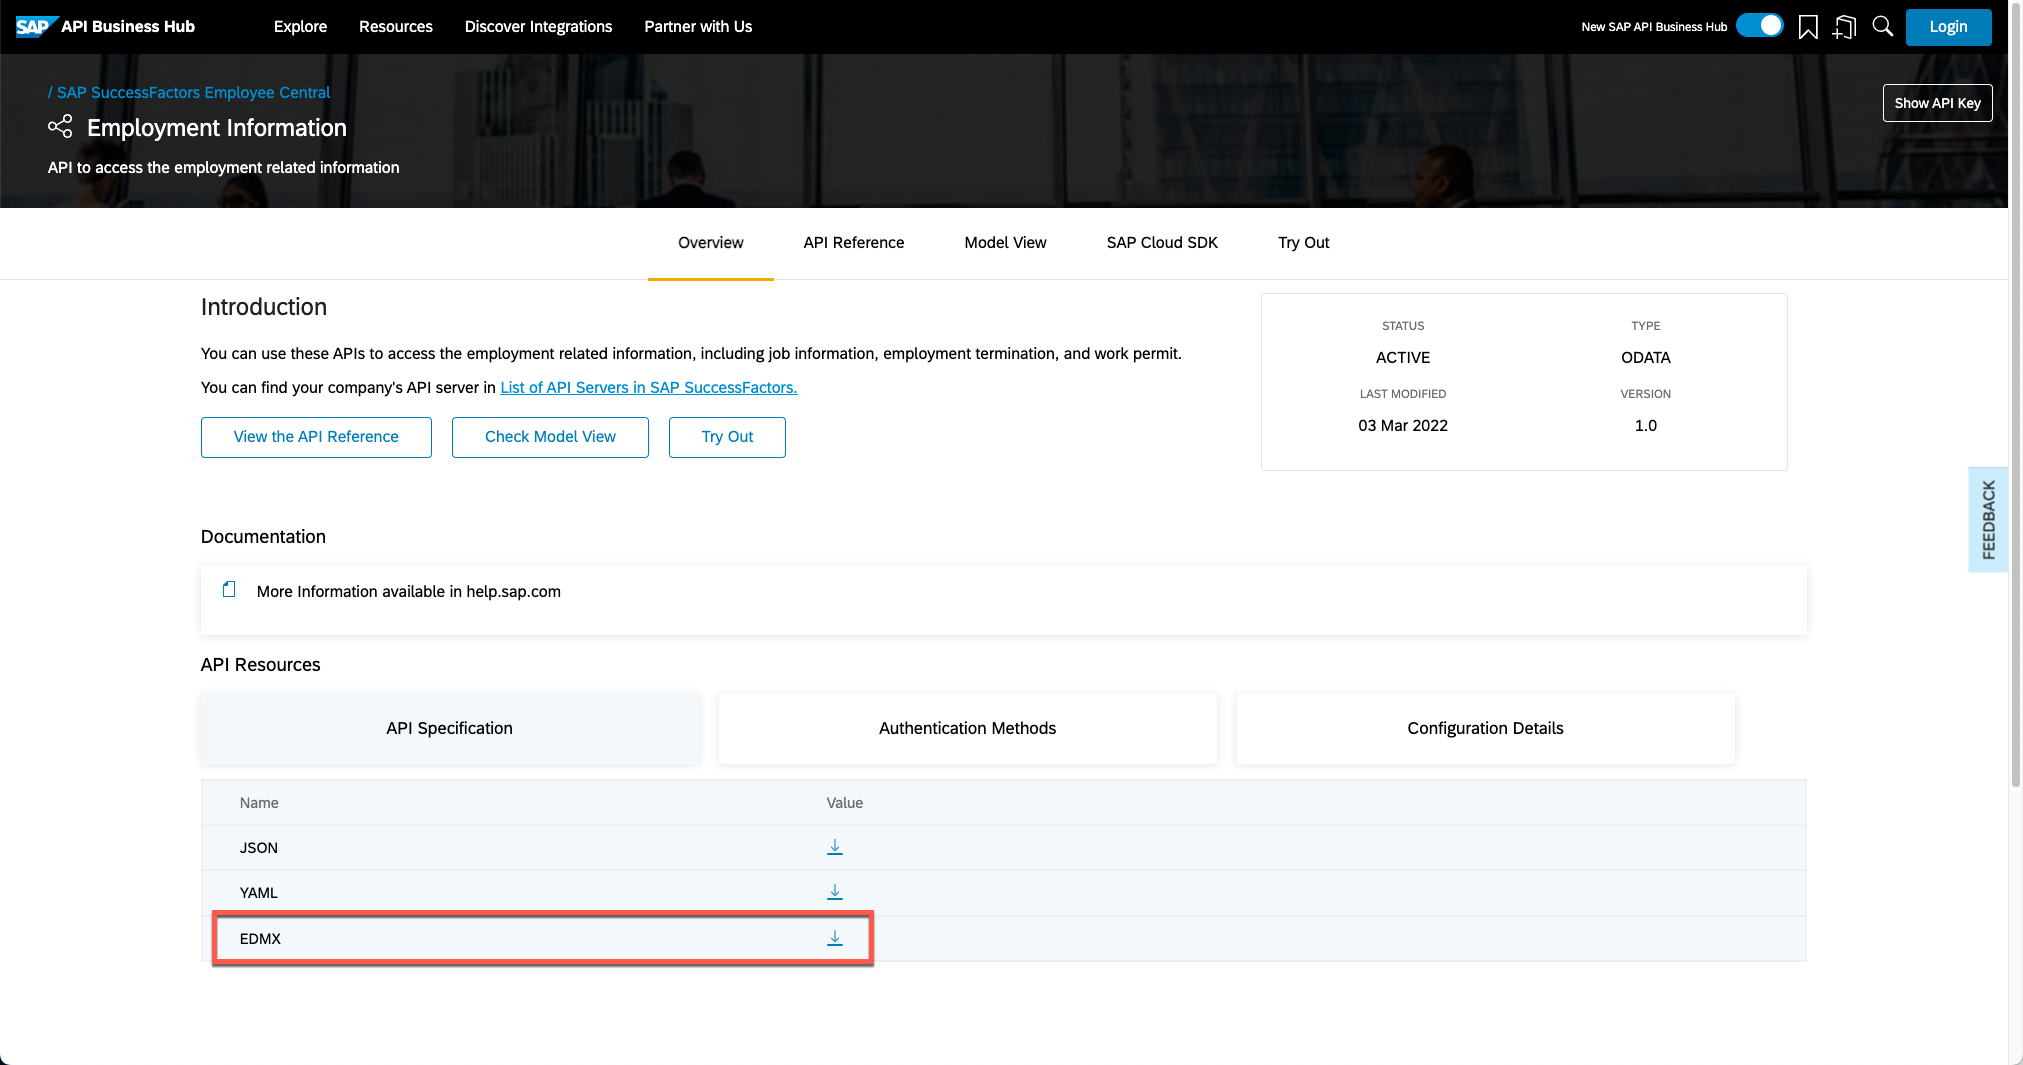 SAP API Business Hub Explore Resources Discover Integrations Partner with Us New SAP API Business Hub Login
/ SAP SuccessFactors Employee Central
Show API Key
Employment Information
API to access the employment related information
Overview API Reference Model View SAP Cloud SDK Try Out
Introduction
You can use these APIs to access the employment related information, including job information, employment termination, and work permit.
You can find your company's API server in List of API Servers in SAP SuccessFactors.
View the API Reference Check Model View Try Out
STATUS TYPE
ACTIVE ODATA
LAST MODIFIED VERSION
03 Mar 2022 1.0
FEEDBACK
Documentation
More Information available in help.sap.com
API Resources
API Specification Authentication Methods Configuration Details
Name Value
JSON
YAML
EDMX